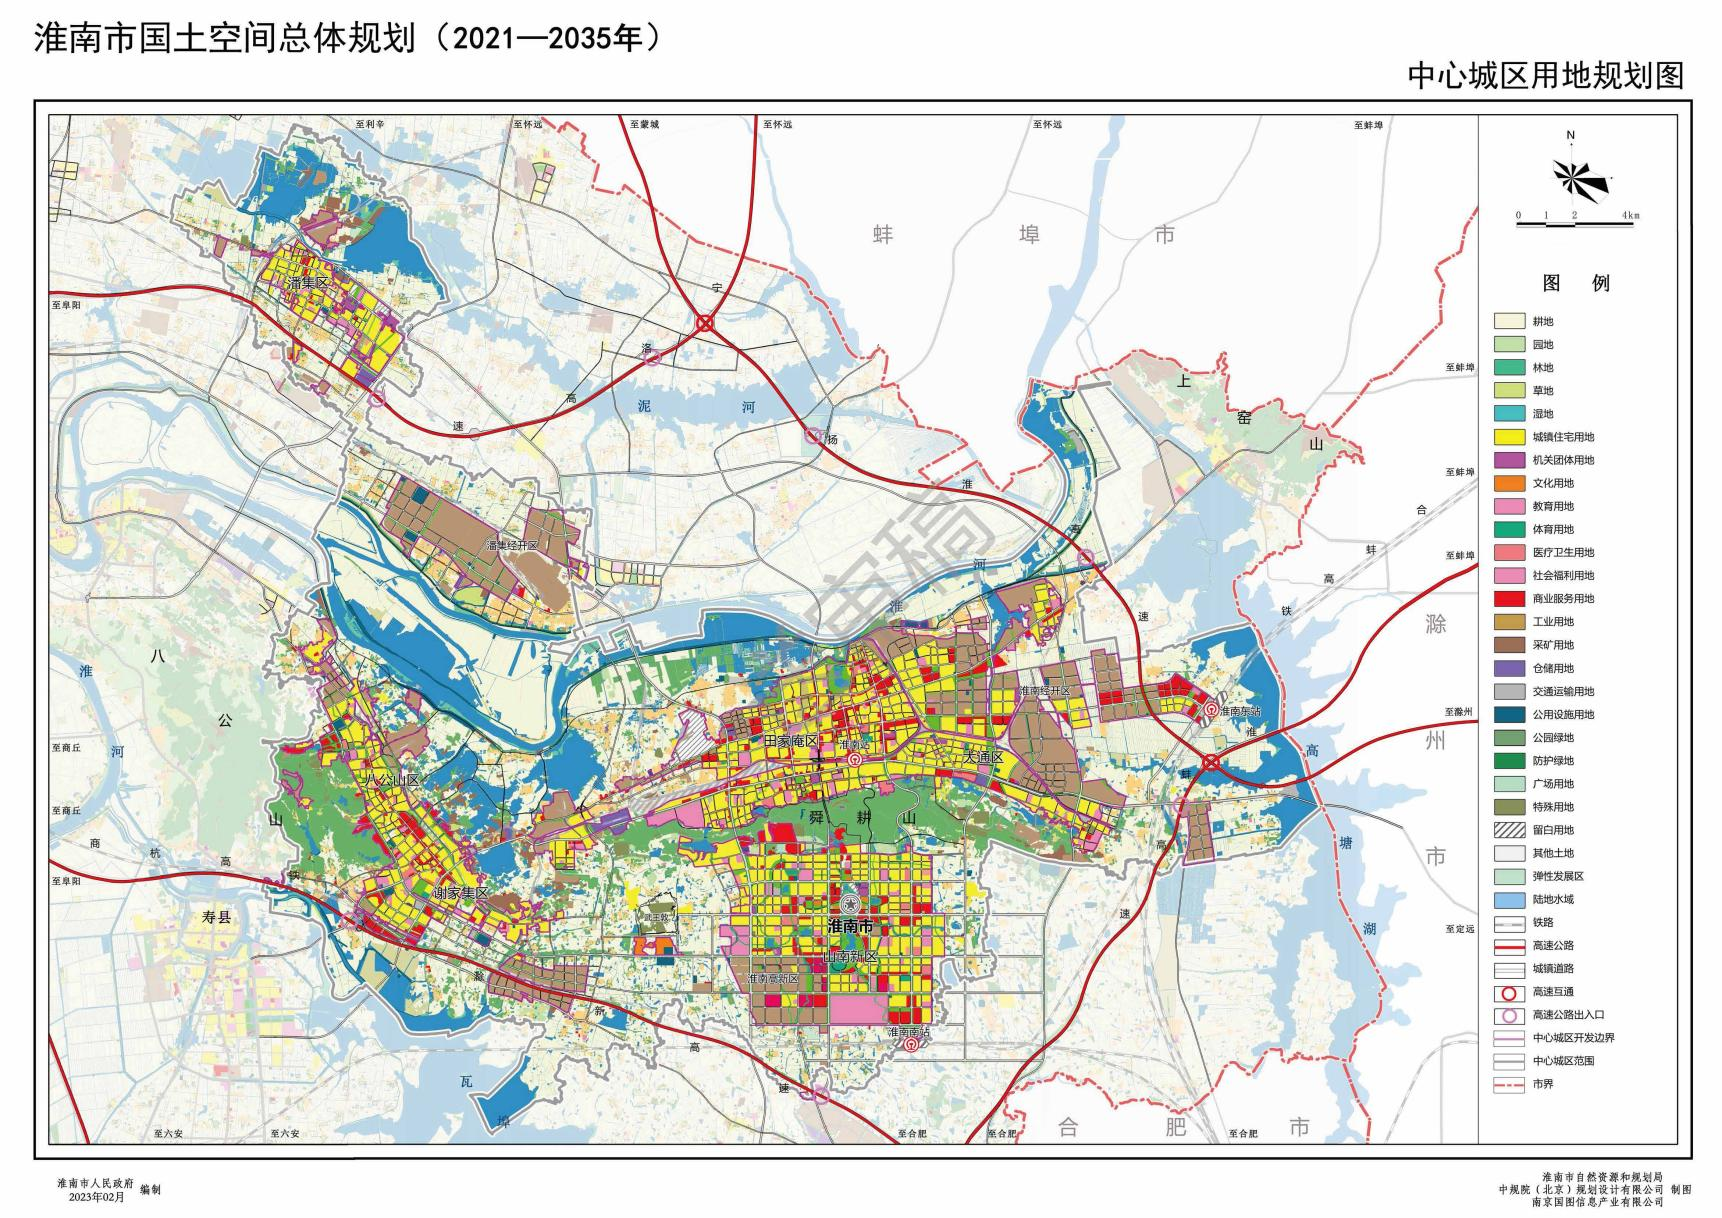 淮南市国土空间总体规划（2021—2035年）
中心城区用地规划图
至利辛
至怀远
至蒙城
至怀远
至怀远
至蚌埠
蚌埠市
N
0 1 2 4km
图 例
耕地
园地
林地
草地
湿地
城镇住宅用地
机关团体用地
文化用地
教育用地
体育用地
医疗卫生用地
社会福利用地
商业服务用地
工业用地
采矿用地
仓储用地
交通运输用地
公用设施用地
公园绿地
防护绿地
广场用地
特殊用地
留白用地
其他土地
弹性发展区
陆地水域
铁路
高速公路
城镇道路
高速互通
高速公路出入口
中心城区开发边界
中心城区范围
市界
潘集区
至阜阳
宁
洛
高
速
泥河
扬
淮
高
速
上窑山
至蚌埠
至蚌埠
至蚌埠
合
蚌
高
铁
滁
州
市
潘集经开区
审稿
淮
河
八
公
山
淮
河
至商丘
至商丘
八公山区
田家庵区
淮南站
大通区
淮南经开区
淮南东站
淮
蚌
高
速
至滁州
高
塘
湖
舜耕山
商
杭
高
铁
至阜阳
寿县
谢家集区
武王墩
淮南市
山南新区
淮南高新区
淮南南站
至定远
滁
新
高
速
瓦
埠
至六安
至六安
至合肥
至合肥
至合肥
合肥市
淮南市人民政府
2023年02月
编制
淮南市自然资源和规划局
中规院（北京）规划设计有限公司 制图
南京国图信息产业有限公司